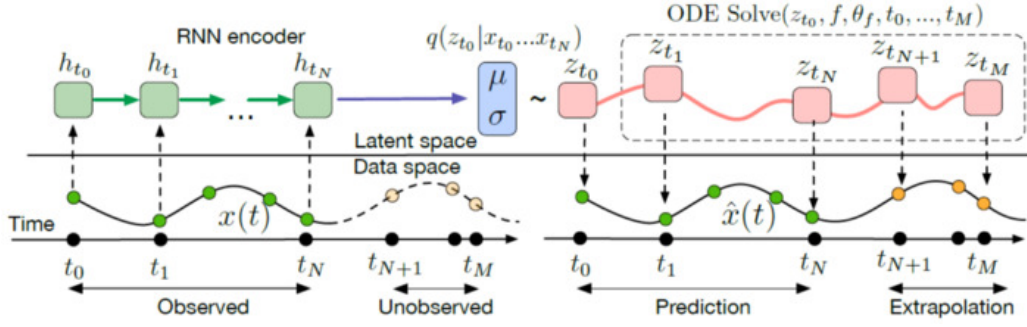 ODE Solve(z_{t_0}, f, θ_f, t_0, ..., t_M)
RNN encoder
q(z_{t_0}|x_{t_0}...x_{t_N})
h_{t_0} h_{t_1} h_{t_N}
z_{t_0} z_{t_1} z_{t_N} z_{t_{N+1}} z_{t_M}
...
μ
σ
~
Latent space
Data space
x(t) x̂(t)
Time
t_0 t_1 t_N t_{N+1} t_M t_0 t_1 t_N t_{N+1} t_M
Observed Unobserved Prediction Extrapolation